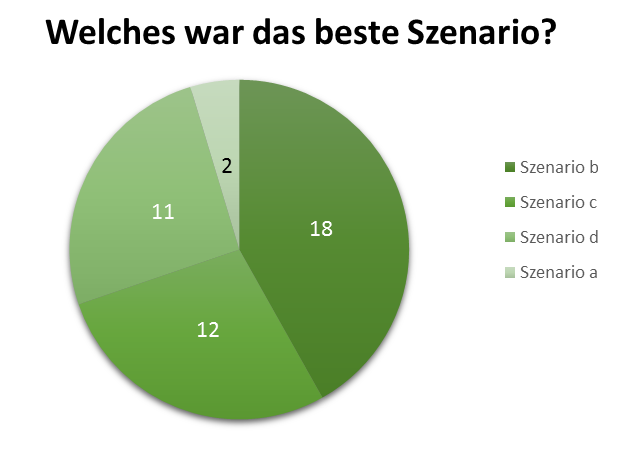 Welches war das beste Szenario?
2
11
18
12
Szenario b
Szenario c
Szenario d
Szenario a